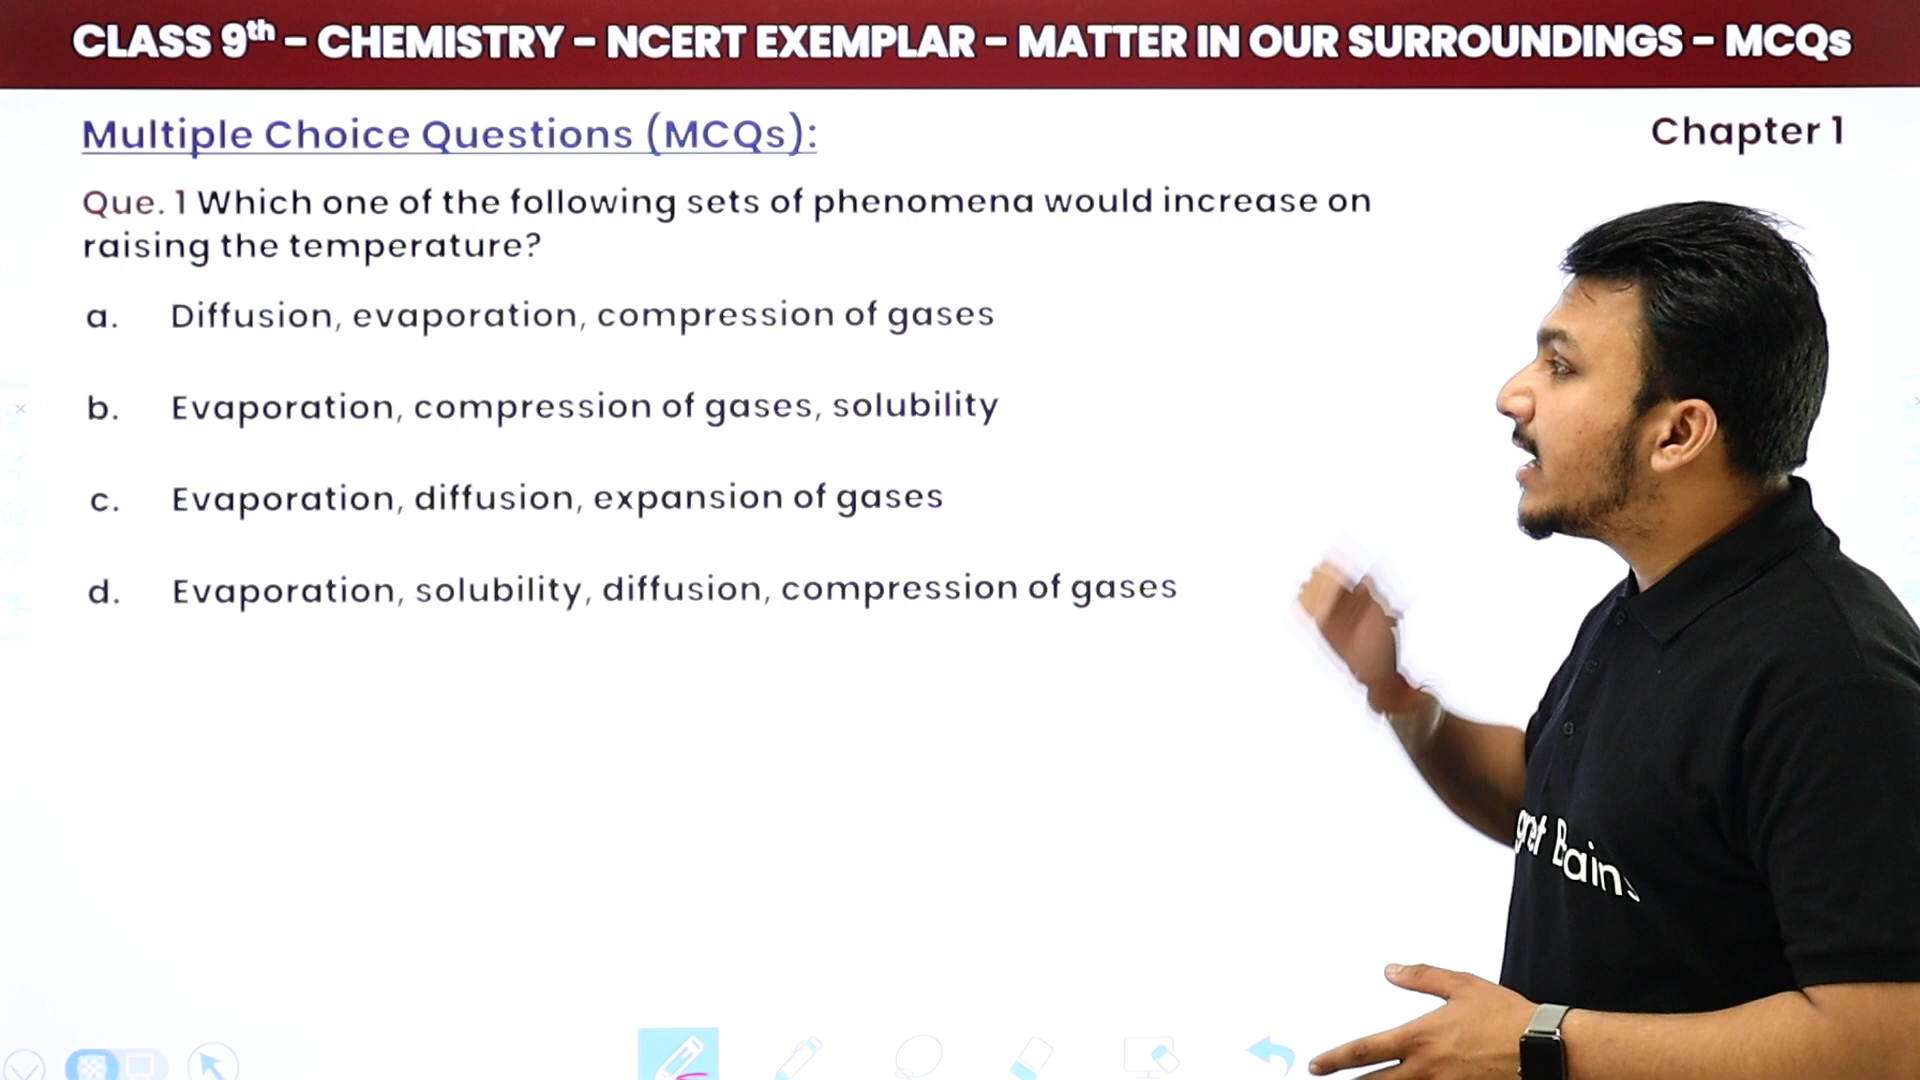 CLASS 9th – CHEMISTRY – NCERT EXEMPLAR – MATTER IN OUR SURROUNDINGS – MCQs
Multiple Choice Questions (MCQs):
Chapter 1
Que. 1 Which one of the following sets of phenomena would increase on
raising the temperature?
a. Diffusion, evaporation, compression of gases
b. Evaporation, compression of gases, solubility
c. Evaporation, diffusion, expansion of gases
d. Evaporation, solubility, diffusion, compression of gases